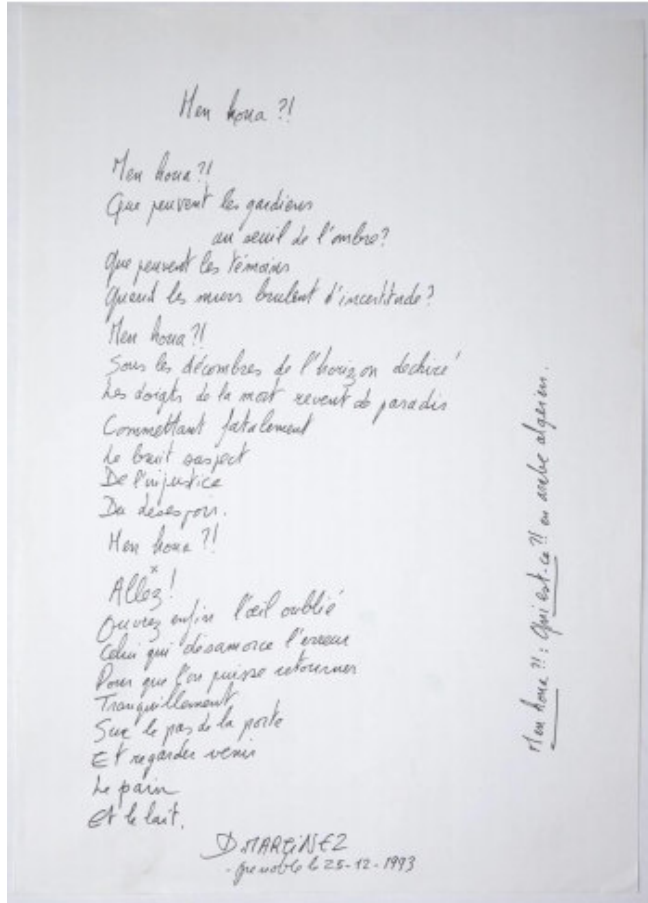 Men houa ?!
Men houa ?!
Que peuvent les gardiens
au seuil de l'ombre ?
Que peuvent les témoins
Quand les murs brulent d'incertitude ?
Men houa ?!
Sous les décombres de l'horizon dechiré
Les doigts de la mort revent de paradis
Commettant fatalement
Le bruit suspect
De l'injustice
Du desespoir.
Men houa ?!
Allez !
Ouvrez enfin l'œil oublié
Celui qui désamorce l'erreur
Pour que l'on puisse retourner
Tranquillement
Sur le pas de la porte
Et regarder venir
Le pain
Et le lait.
D MARTINEZ
- Grenoble le 25-12-1993
Men houa ?! : Qui est-ce ?! en arabe algerien.